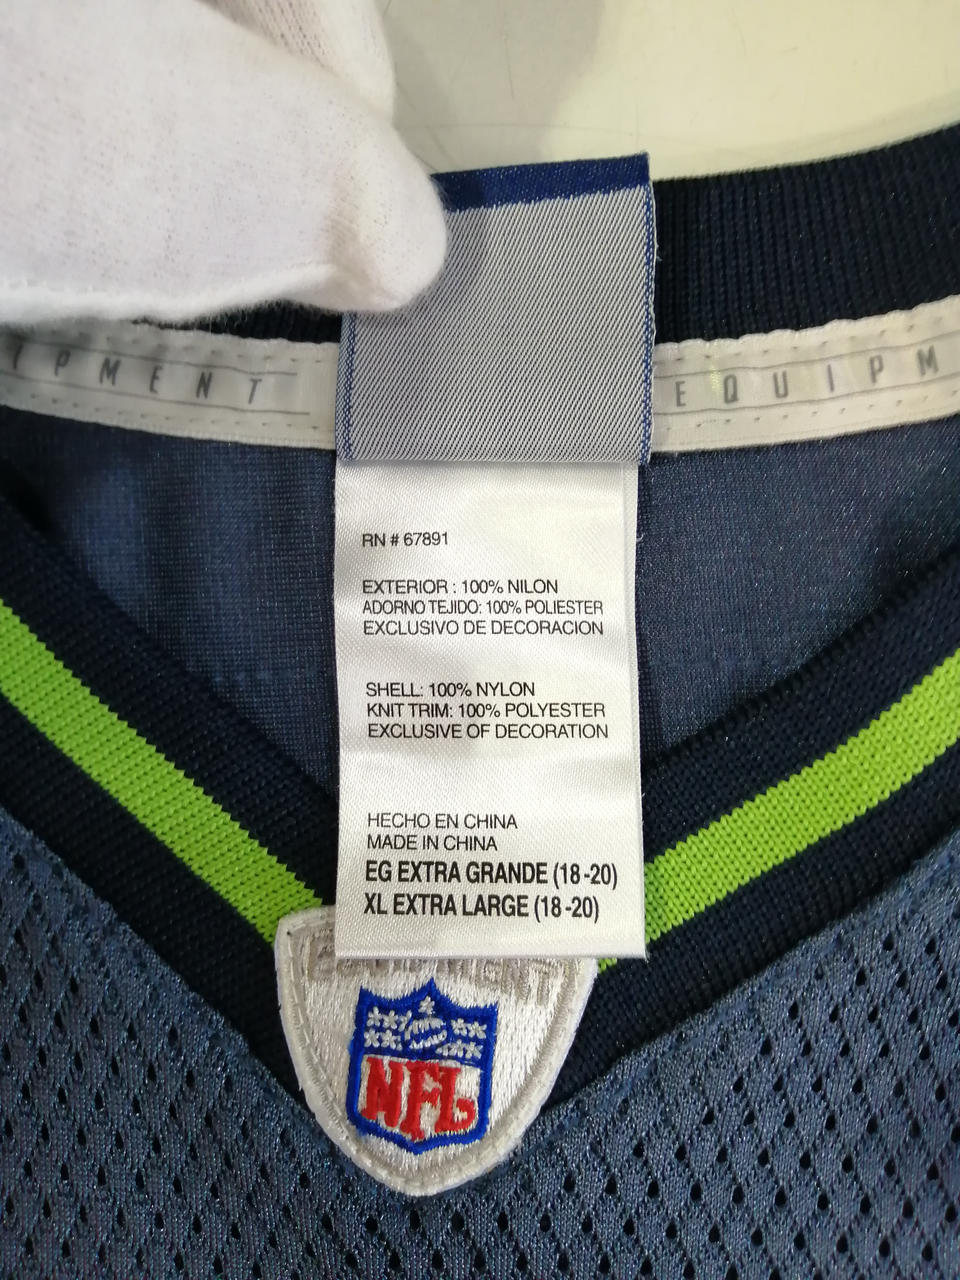 IPMENT
EQUIPM
RN # 67891
EXTERIOR : 100% NILON
ADORNO TEJIDO: 100% POLIESTER
EXCLUSIVO DE DECORACION
SHELL: 100% NYLON
KNIT TRIM: 100% POLYESTER
EXCLUSIVE OF DECORATION
HECHO EN CHINA
MADE IN CHINA
EG EXTRA GRANDE (18-20)
XL EXTRA LARGE (18-20)
NFL